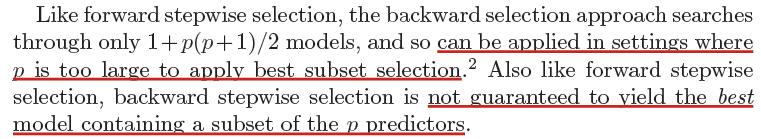 Like forward stepwise selection, the backward selection approach searches
through only 1+p(p+1)/2 models, and so can be applied in settings where
p is too large to apply best subset selection.² Also like forward stepwise
selection, backward stepwise selection is not guaranteed to yield the best
model containing a subset of the p predictors.